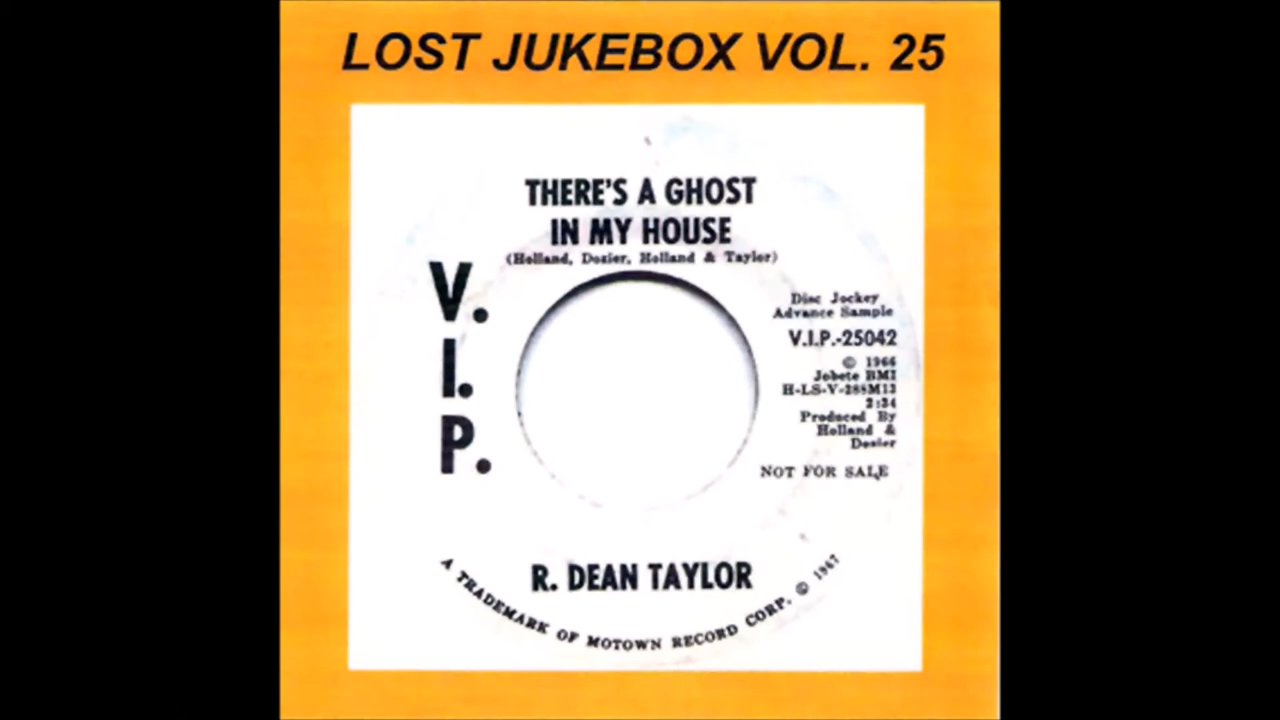 LOST JUKEBOX VOL. 25
THERE'S A GHOST
IN MY HOUSE
(Holland, Dozier, Holland & Taylor)
V.
I.
P.
Disc Jockey
Advance Sample
V.I.P.-25042
© 1966
Jobete BMI
H-LS-V-288M13
2:34
Produced By
Holland &
Dozier
NOT FOR SALE
R. DEAN TAYLOR
A TRADEMARK OF MOTOWN RECORD CORP. © 1967